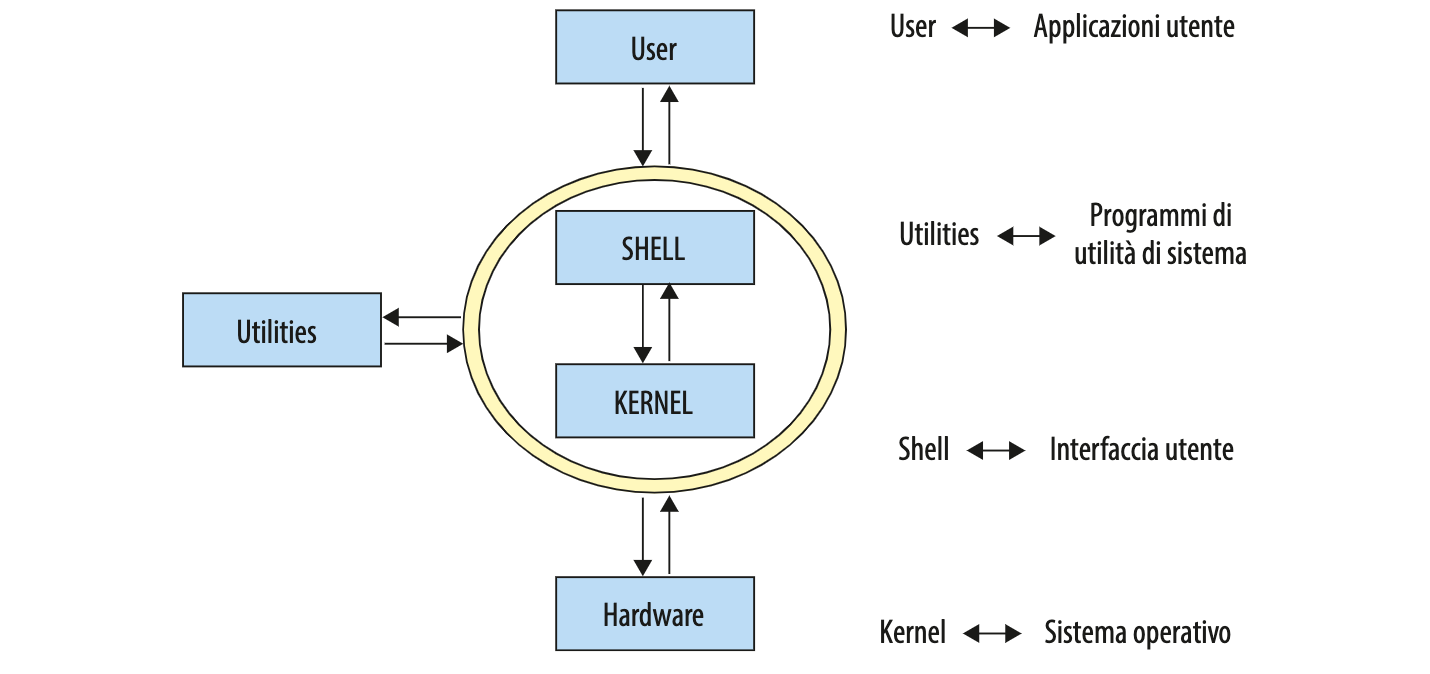 User
User Applicazioni utente
SHELL
Utilities
KERNEL
Hardware
Utilities Programmi di
utilità di sistema
Shell Interfaccia utente
Kernel Sistema operativo